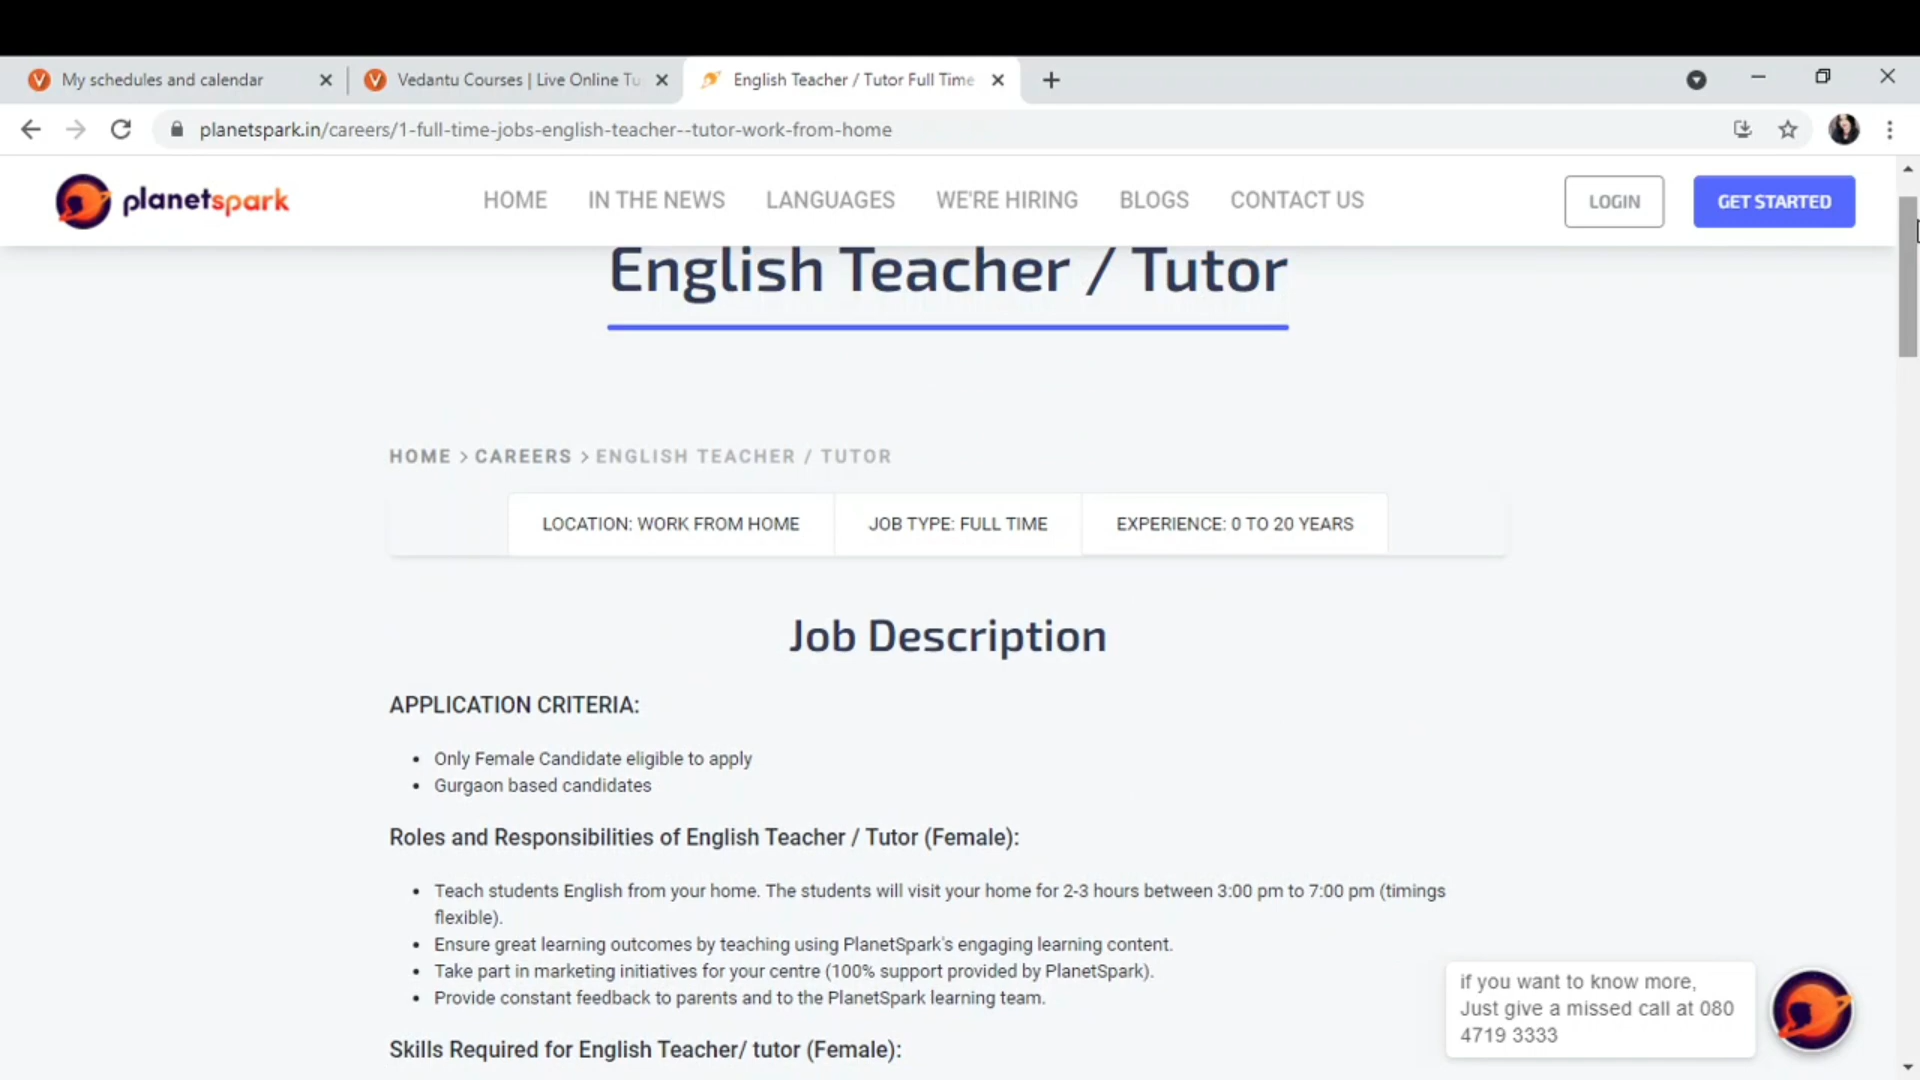 My schedules and calendar
Vedantu Courses | Live Online Tu
English Teacher / Tutor Full Time
planetspark.in/careers/1-full-time-jobs-english-teacher--tutor-work-from-home
planetspark
HOME
IN THE NEWS
LANGUAGES
WE'RE HIRING
BLOGS
CONTACT US
LOGIN
GET STARTED
English Teacher / Tutor
HOME > CAREERS > ENGLISH TEACHER / TUTOR
LOCATION: WORK FROM HOME
JOB TYPE: FULL TIME
EXPERIENCE: 0 TO 20 YEARS
Job Description
APPLICATION CRITERIA:
• Only Female Candidate eligible to apply
• Gurgaon based candidates
Roles and Responsibilities of English Teacher / Tutor (Female):
• Teach students English from your home. The students will visit your home for 2-3 hours between 3:00 pm to 7:00 pm (timings
flexible).
• Ensure great learning outcomes by teaching using PlanetSpark's engaging learning content.
• Take part in marketing initiatives for your centre (100% support provided by PlanetSpark).
• Provide constant feedback to parents and to the PlanetSpark learning team.
Skills Required for English Teacher/ tutor (Female):
if you want to know more,
Just give a missed call at 080
4719 3333